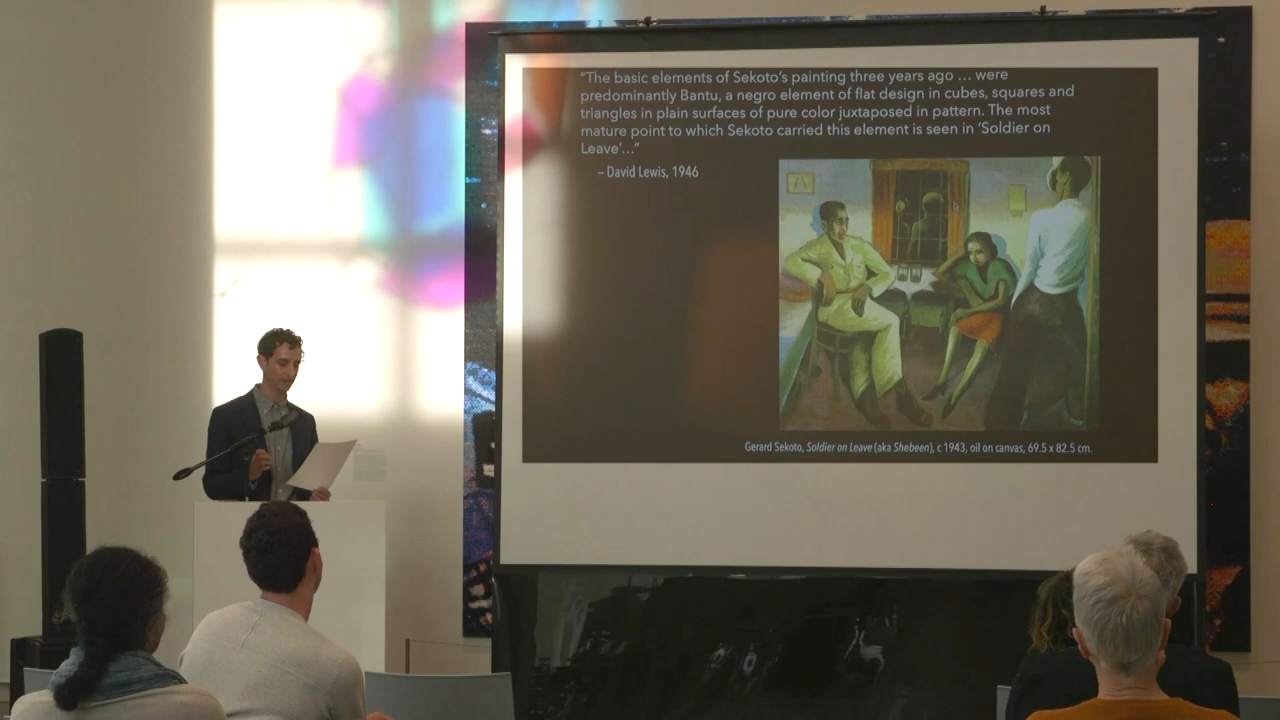 “The basic elements of Sekoto’s painting three years ago … were
predominantly Bantu, a negro element of flat design in cubes, squares and
triangles in plain surfaces of pure color juxtaposed in pattern. The most
mature point to which Sekoto carried this element is seen in ‘Soldier on
Leave’…”
– David Lewis, 1946
Gerard Sekoto, Soldier on Leave (aka Shebeen), c 1943, oil on canvas, 69.5 x 82.5 cm.